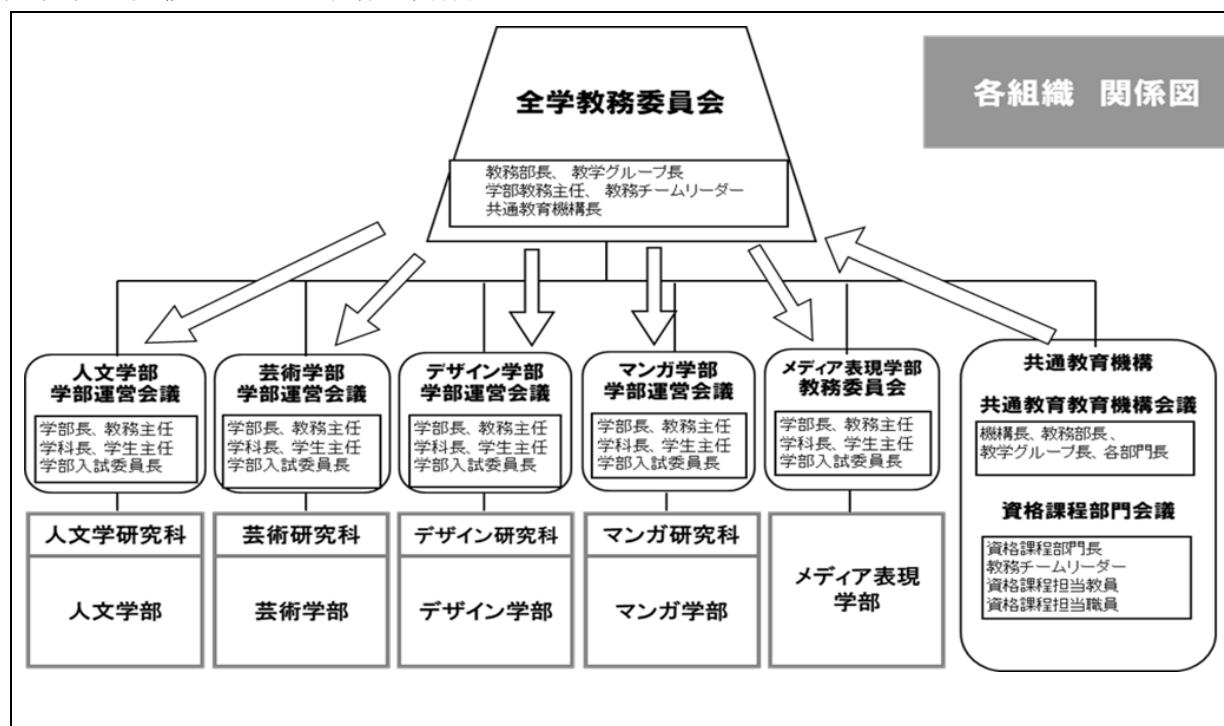 各組織 関係図
全学教務委員会
教務部長、教学グループ長
学部教務主任、教務チームリーダー
共通教育機構長
人文学部
学部運営会議
学部長、教務主任
学科長、学生主任
学部入試委員長
芸術学部
学部運営会議
学部長、教務主任
学科長、学生主任
学部入試委員長
デザイン学部
学部運営会議
学部長、教務主任
学科長、学生主任
学部入試委員長
マンガ学部
学部運営会議
学部長、教務主任
学科長、学生主任
学部入試委員長
メディア表現学部
教務委員会
学部長、教務主任
学科長、学生主任
学部入試委員長
共通教育機構
共通教育教育機構会議
機構長、教務部長、
教学グループ長、各部門長
資格課程部門会議
資格課程部門長
教務チームリーダー
資格課程担当教員
資格課程担当職員
人文学研究科
人文学部
芸術研究科
芸術学部
デザイン研究科
デザイン学部
マンガ研究科
マンガ学部
メディア表現
学部